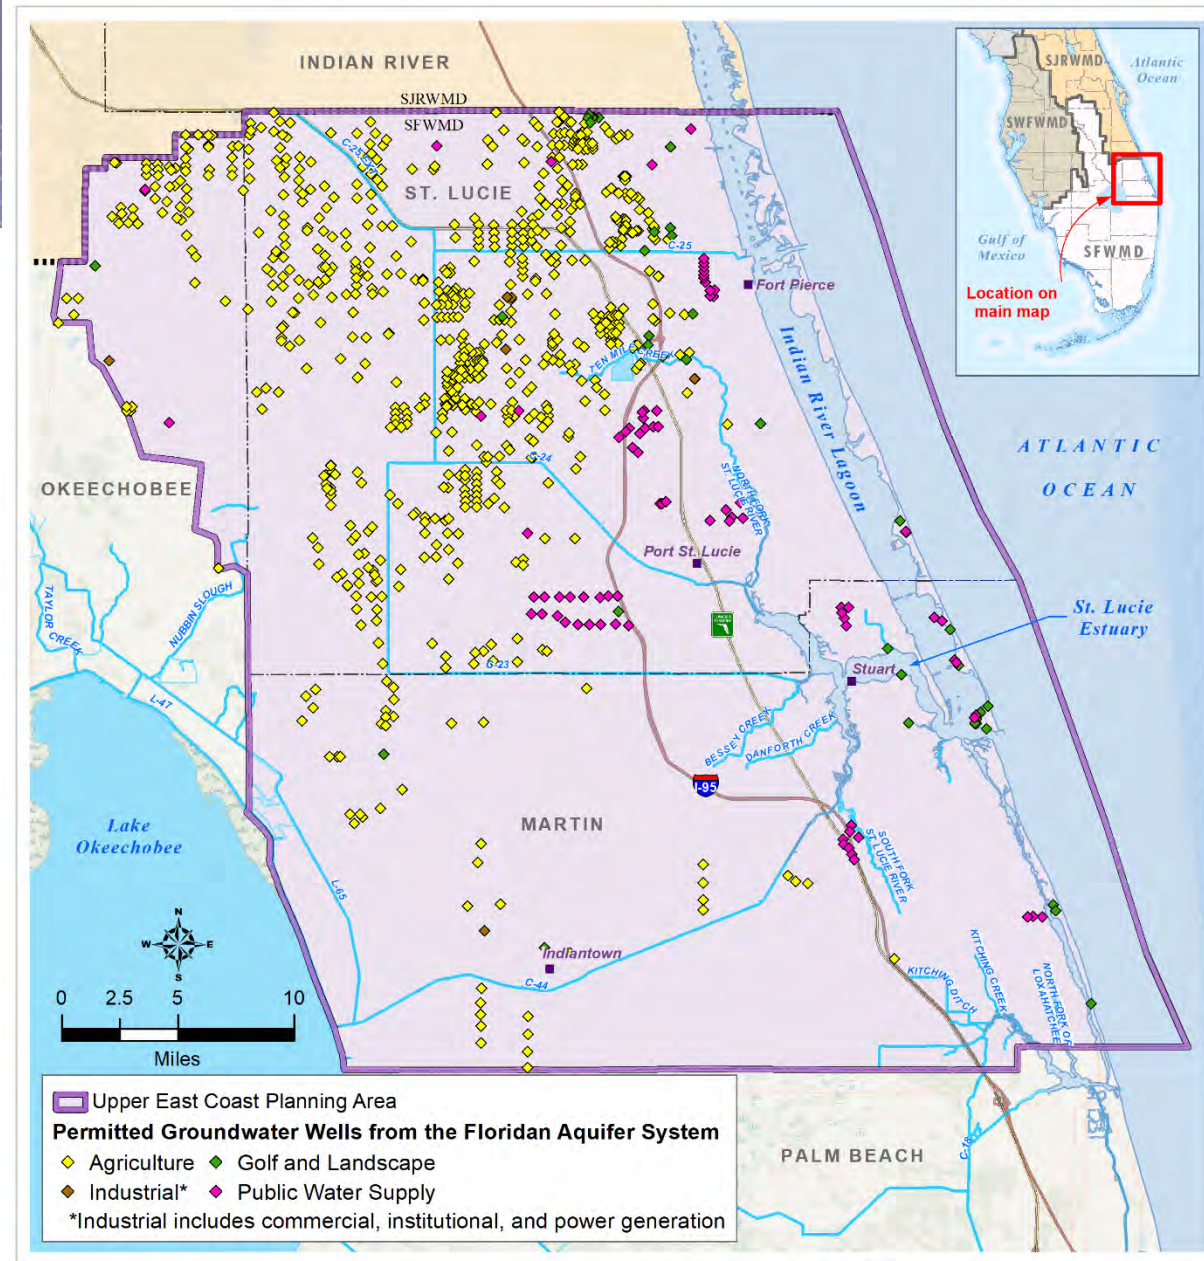 INDIAN RIVER
SJRWMD
SFWMD
C-25
EXT
ST. LUCIE
C-25
Fort Pierce
Indian River Lagoon
TEN MILE CREEK
ATLANTIC
OCEAN
OKEECHOBEE
C-24
NORTH FORK
ST. LUCIE RIVER
Port St. Lucie
TAYLOR CREEK
NUBBIN SLOUGH
St. Lucie
Estuary
C-23
Stuart
L-47
BESSEY CREEK
DANFORTH CREEK
I-95
Lake
Okeechobee
MARTIN
SOUTH FORK
ST. LUCIE RIVER
L-65
Indiantown
C-44
KITCHING DITCH
KITCHING CREEK
NORTH FORK OF
LOXAHATCHEE
N
W
E
S
0 2.5 5 10
Miles
PALM BEACH
C-18
SJRWMD
Atlantic
Ocean
SWFWMD
Gulf of
Mexico
SFWMD
Location on
main map
Upper East Coast Planning Area
Permitted Groundwater Wells from the Floridan Aquifer System
Agriculture Golf and Landscape
Industrial* Public Water Supply
*Industrial includes commercial, institutional, and power generation